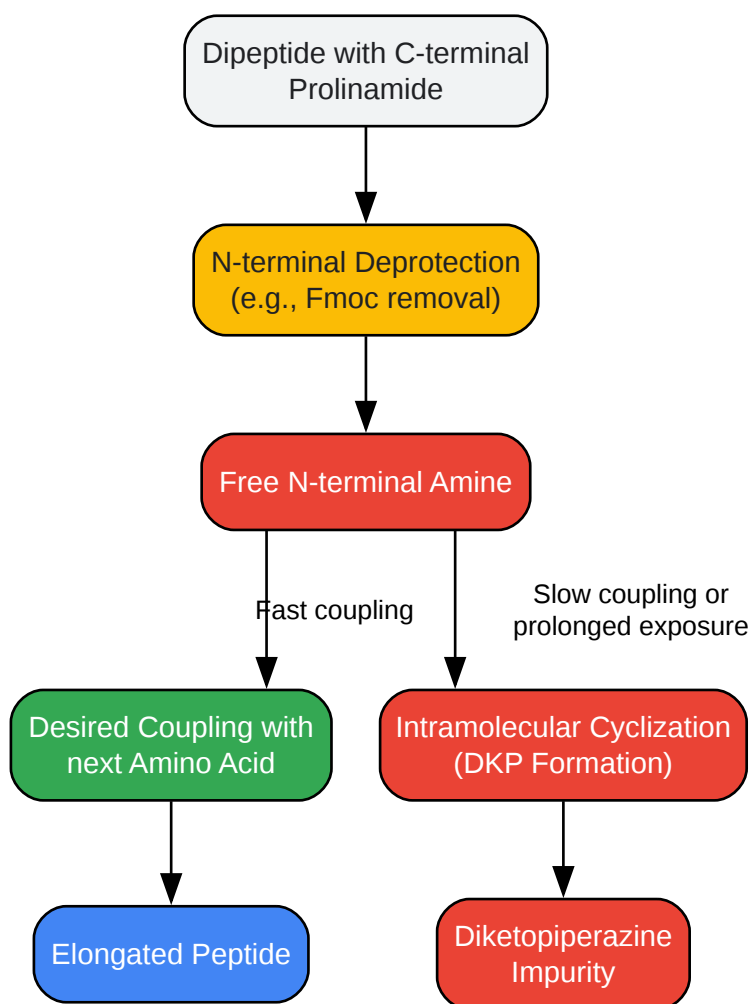 Dipeptide with C-terminal
Prolinamide
N-terminal Deprotection
(e.g., Fmoc removal)
Free N-terminal Amine
Fast coupling
Slow coupling or
prolonged exposure
Desired Coupling with
next Amino Acid
Intramolecular Cyclization
(DKP Formation)
Elongated Peptide
Diketopiperazine
Impurity